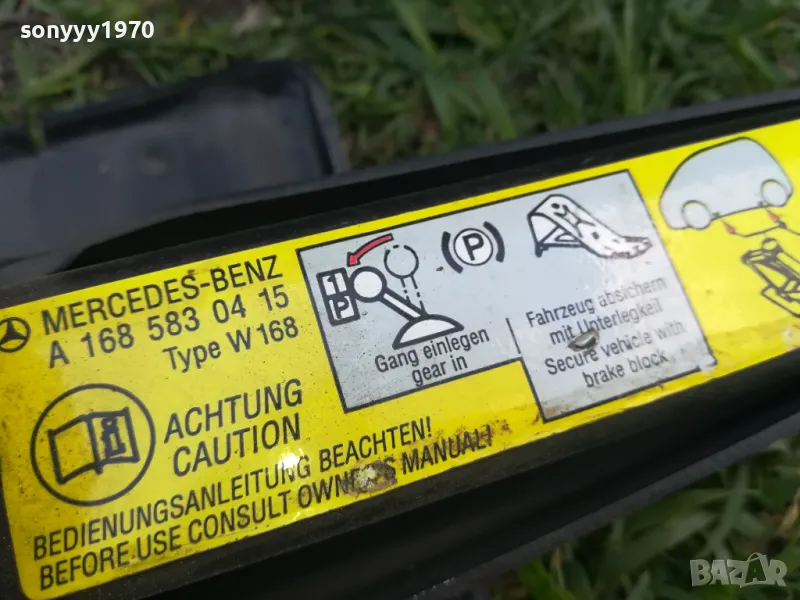 sonyyy1970
MERCEDES-BENZ
A 168 583 04 15
Type W 168
ACHTUNG
CAUTION
BEDIENUNGSANLEITUNG BEACHTEN!
BEFORE USE CONSULT OWNERS MANUAL!
1
P
Gang einlegen
gear in
P
Fahrzeug absichern
mit Unterlegkeil
Secure vehicle with
brake block
BAZAR